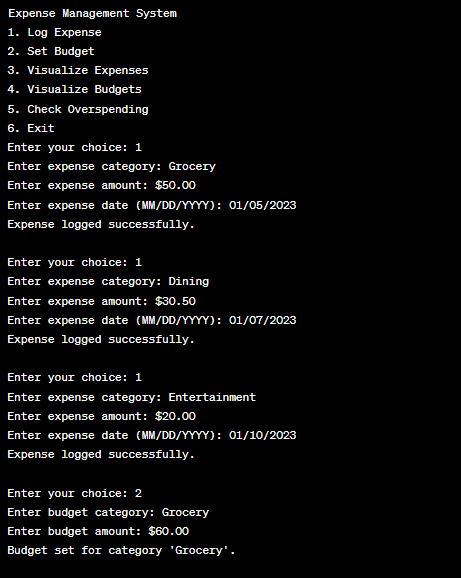 Expense Management System
1. Log Expense
2. Set Budget
3. Visualize Expenses
4. Visualize Budgets
5. Check Overspending
6. Exit
Enter your choice: 1
Enter expense category: Grocery
Enter expense amount: $50.00
Enter expense date (MM/DD/YYYY): 01/05/2023
Expense logged successfully.

Enter your choice: 1
Enter expense category: Dining
Enter expense amount: $30.50
Enter expense date (MM/DD/YYYY): 01/07/2023
Expense logged successfully.

Enter your choice: 1
Enter expense category: Entertainment
Enter expense amount: $20.00
Enter expense date (MM/DD/YYYY): 01/10/2023
Expense logged successfully.

Enter your choice: 2
Enter budget category: Grocery
Enter budget amount: $60.00
Budget set for category 'Grocery'.